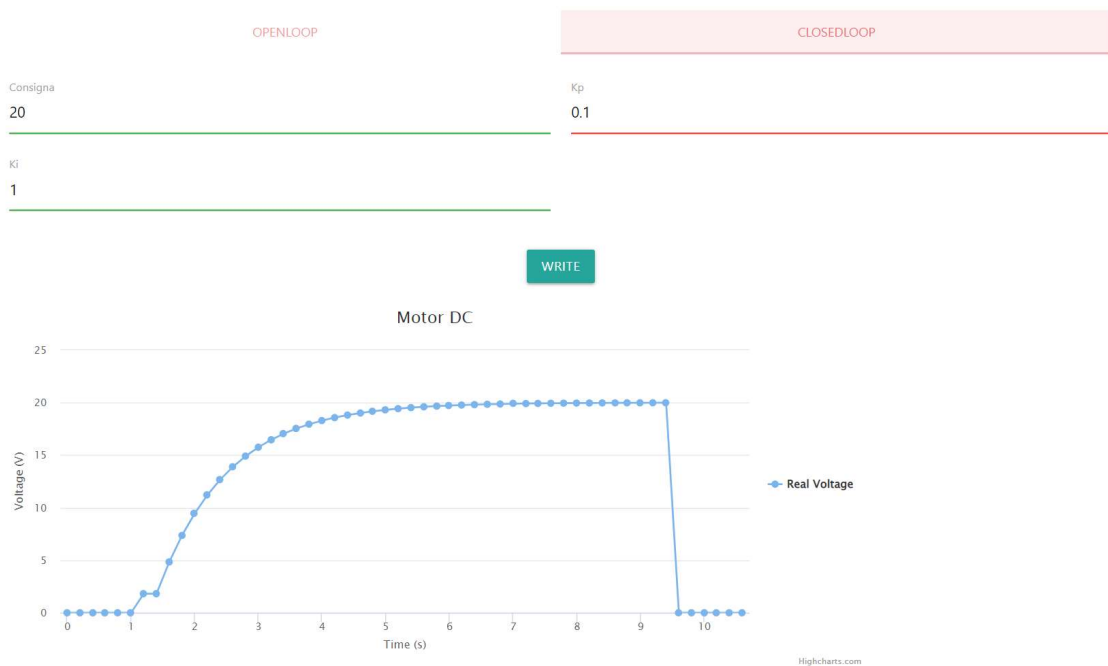 OPENLOOP
CLOSEDLOOP
Consigna
Kp
20
0.1
Ki
1
WRITE
Motor DC
25
20
15
10
5
0
Voltage (V)
0 1 2 3 4 5 6 7 8 9 10
Time (s)
Real Voltage
Highcharts.com